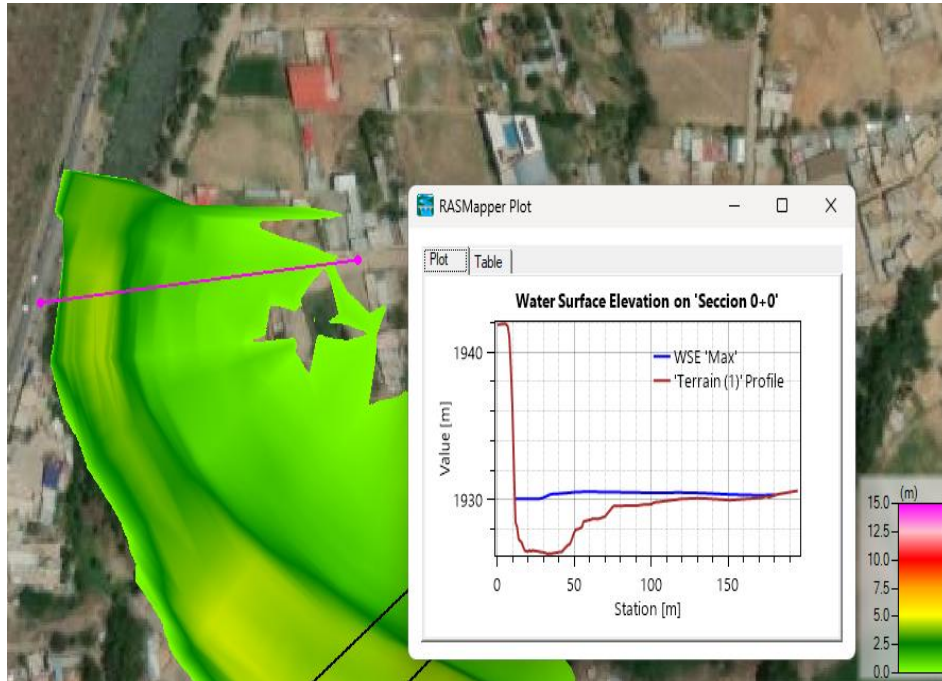 RASMapper Plot
Plot Table
Water Surface Elevation on 'Seccion 0+0'
WSE 'Max'
'Terrain (1)' Profile
Value [m]
1940
1930
0 50 100 150
Station [m]
(m)
15.0
12.5
10.0
7.5
5.0
2.5
0.0